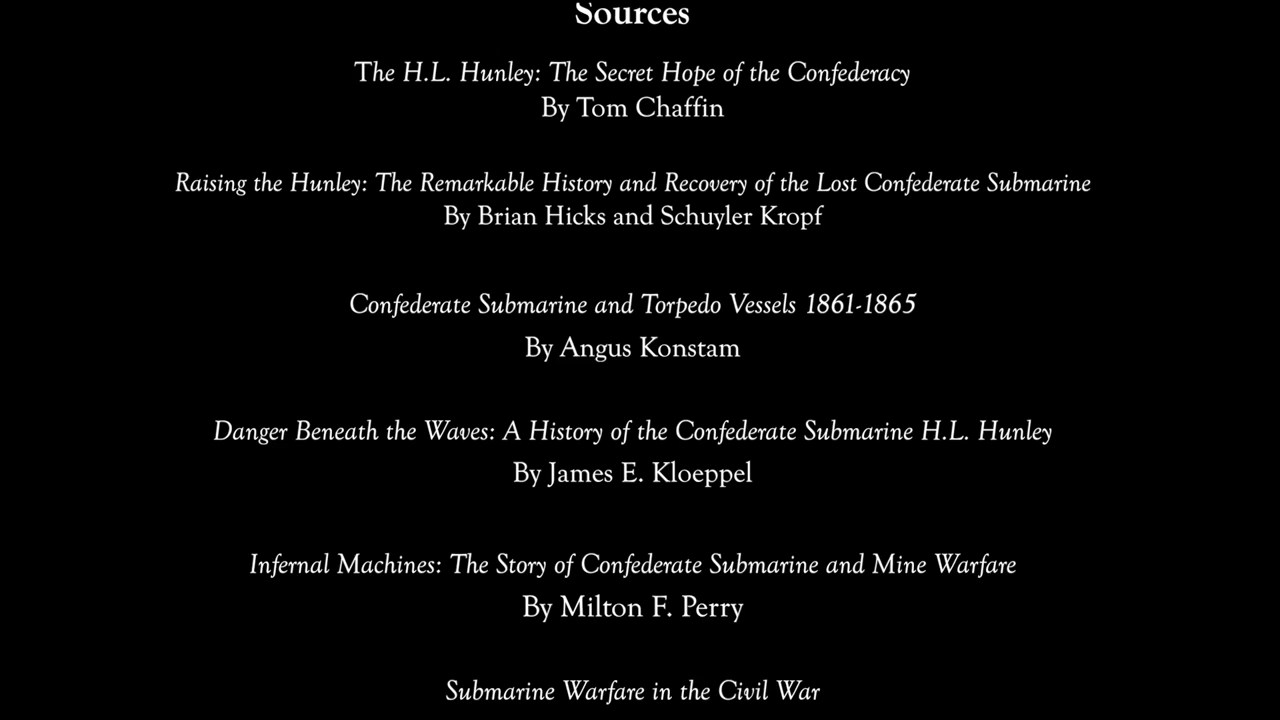 Sources
The H.L. Hunley: The Secret Hope of the Confederacy
By Tom Chaffin
Raising the Hunley: The Remarkable History and Recovery of the Lost Confederate Submarine
By Brian Hicks and Schuyler Kropf
Confederate Submarine and Torpedo Vessels 1861-1865
By Angus Konstam
Danger Beneath the Waves: A History of the Confederate Submarine H.L. Hunley
By James E. Kloeppel
Infernal Machines: The Story of Confederate Submarine and Mine Warfare
By Milton F. Perry
Submarine Warfare in the Civil War